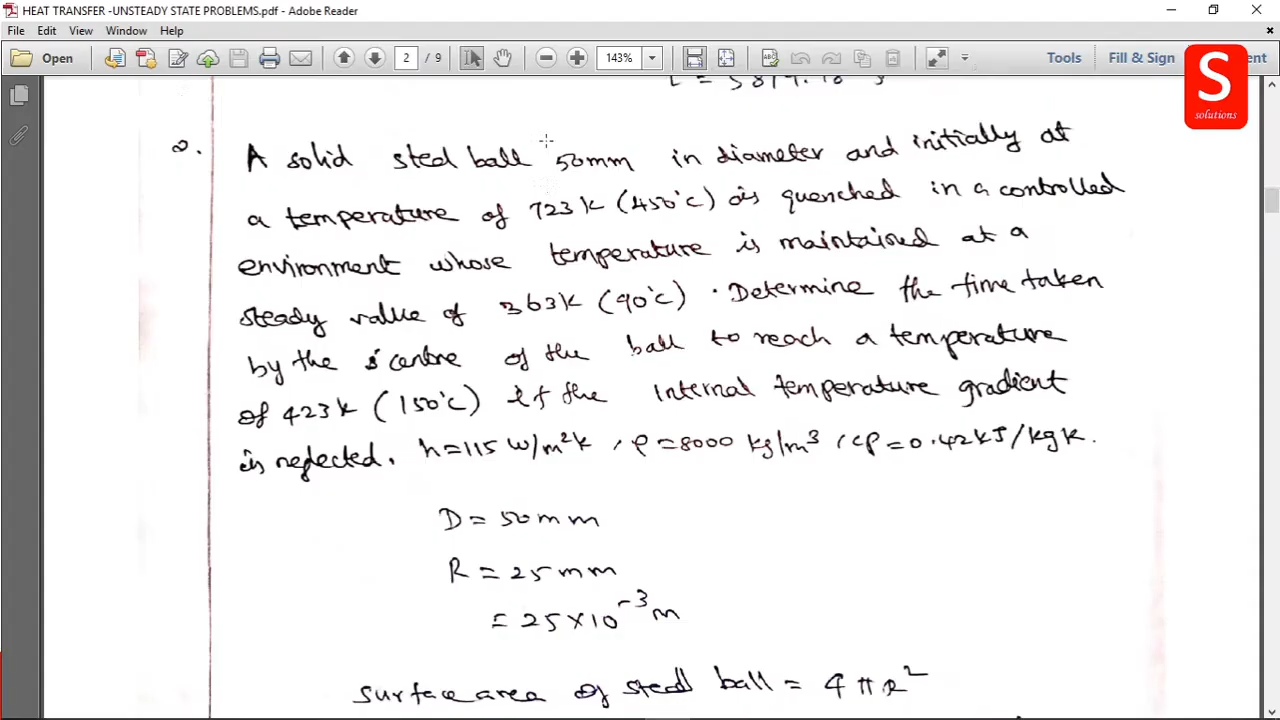 HEAT TRANSFER -UNSTEADY STATE PROBLEMS.pdf - Adobe Reader
File Edit View Window Help
Open 2 / 9 143% Tools Fill & Sign ent
S
solutions
2. A solid steel ball 50mm in diameter and initially at
a temperature of 723K (450°C) is quenched in a controlled
environment whose temperature is maintained at a
steady value of 363K (90°C). Determine the time taken
by the centre of the ball to reach a temperature
of 423K (150°C) if the internal temperature gradient
is neglected. h=115 W/m²K, ρ=8000 kg/m³, cp=0.42KJ/kgK.
D = 50mm
R = 25mm
= 25×10⁻³m
surface area of steel ball = 4πR²